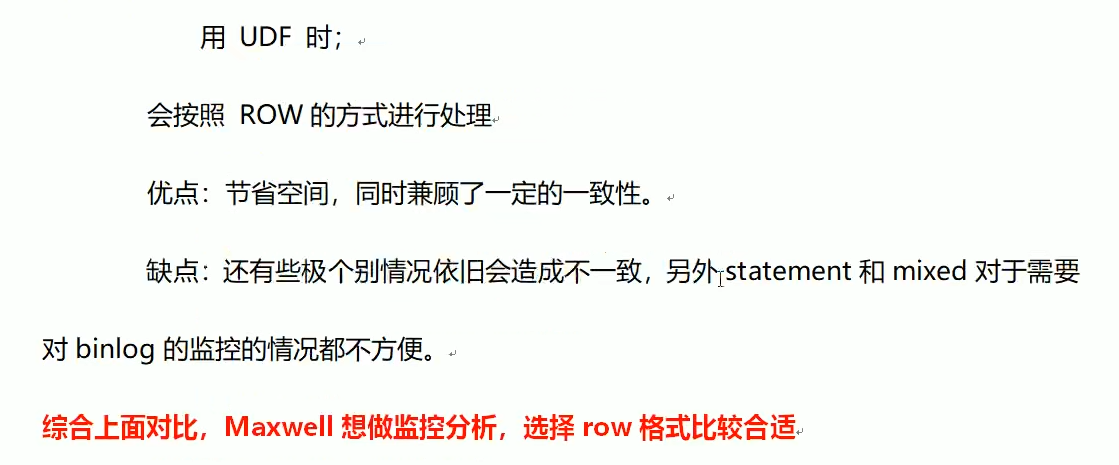 用 UDF 时；
会按照 ROW 的方式进行处理
优点：节省空间，同时兼顾了一定的一致性。
缺点：还有些极个别情况依旧会造成不一致，另外 statement 和 mixed 对于需要
对 binlog 的监控的情况都不方便。
综合上面对比，Maxwell 想做监控分析，选择 row 格式比较合适